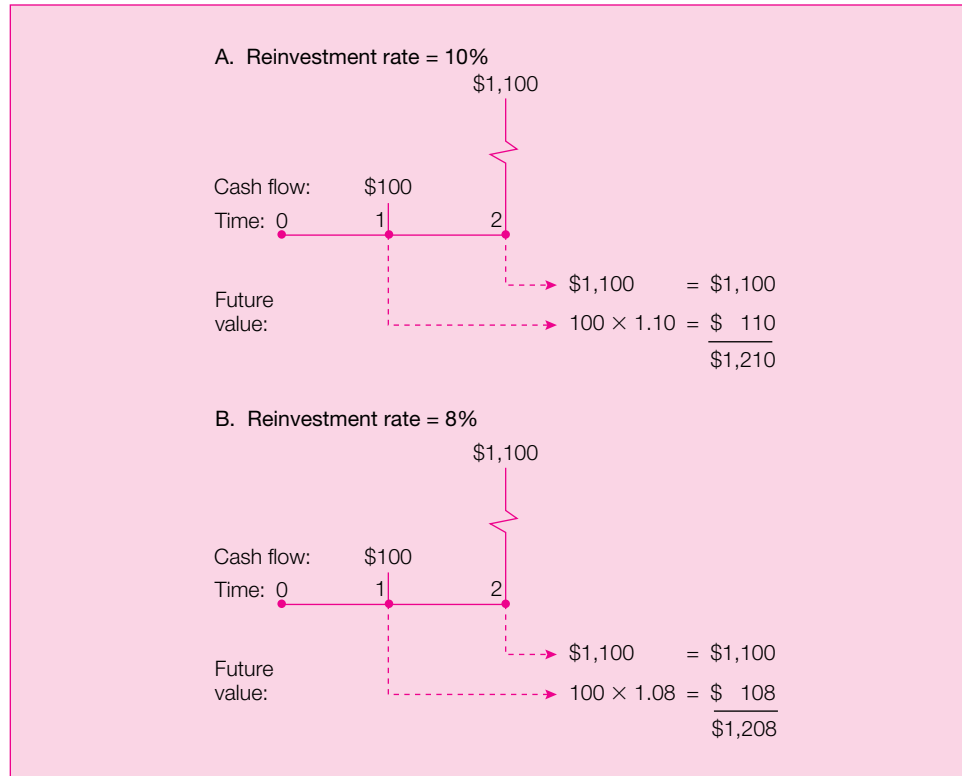 A. Reinvestment rate = 10%
$1,100
Cash flow: $100
Time: 0 1 2
$1,100 = $1,100
Future
value: 100 × 1.10 = $ 110
$1,210
B. Reinvestment rate = 8%
$1,100
Cash flow: $100
Time: 0 1 2
$1,100 = $1,100
Future
value: 100 × 1.08 = $ 108
$1,208